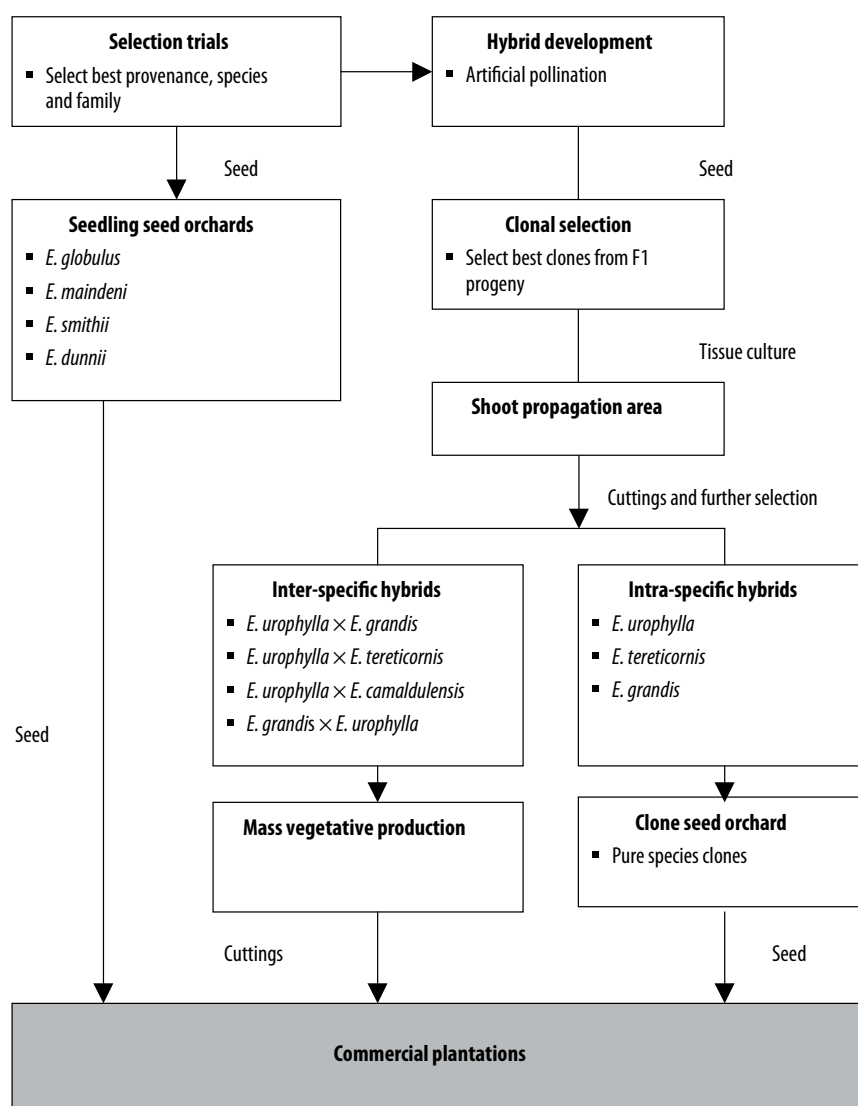 Selection trials
▪ Select best provenance, species
and family
Hybrid development
▪ Artificial pollination
Seed
Seed
Seedling seed orchards
▪ E. globulus
▪ E. maindeni
▪ E. smithii
▪ E. dunnii
Clonal selection
▪ Select best clones from F1
progeny
Tissue culture
Shoot propagation area
Cuttings and further selection
Inter-specific hybrids
▪ E. urophylla × E. grandis
▪ E. urophylla × E. tereticornis
▪ E. urophylla × E. camaldulensis
▪ E. grandis × E. urophylla
Intra-specific hybrids
▪ E. urophylla
▪ E. tereticornis
▪ E. grandis
Seed
Mass vegetative production
Clone seed orchard
▪ Pure species clones
Cuttings
Seed
Commercial plantations